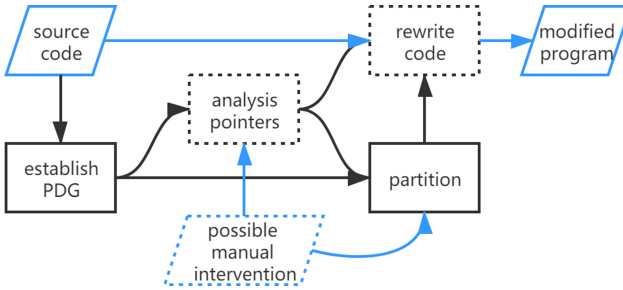 source
code
rewrite
code
modified
program
analysis
pointers
establish
PDG
partition
possible
manual
intervention